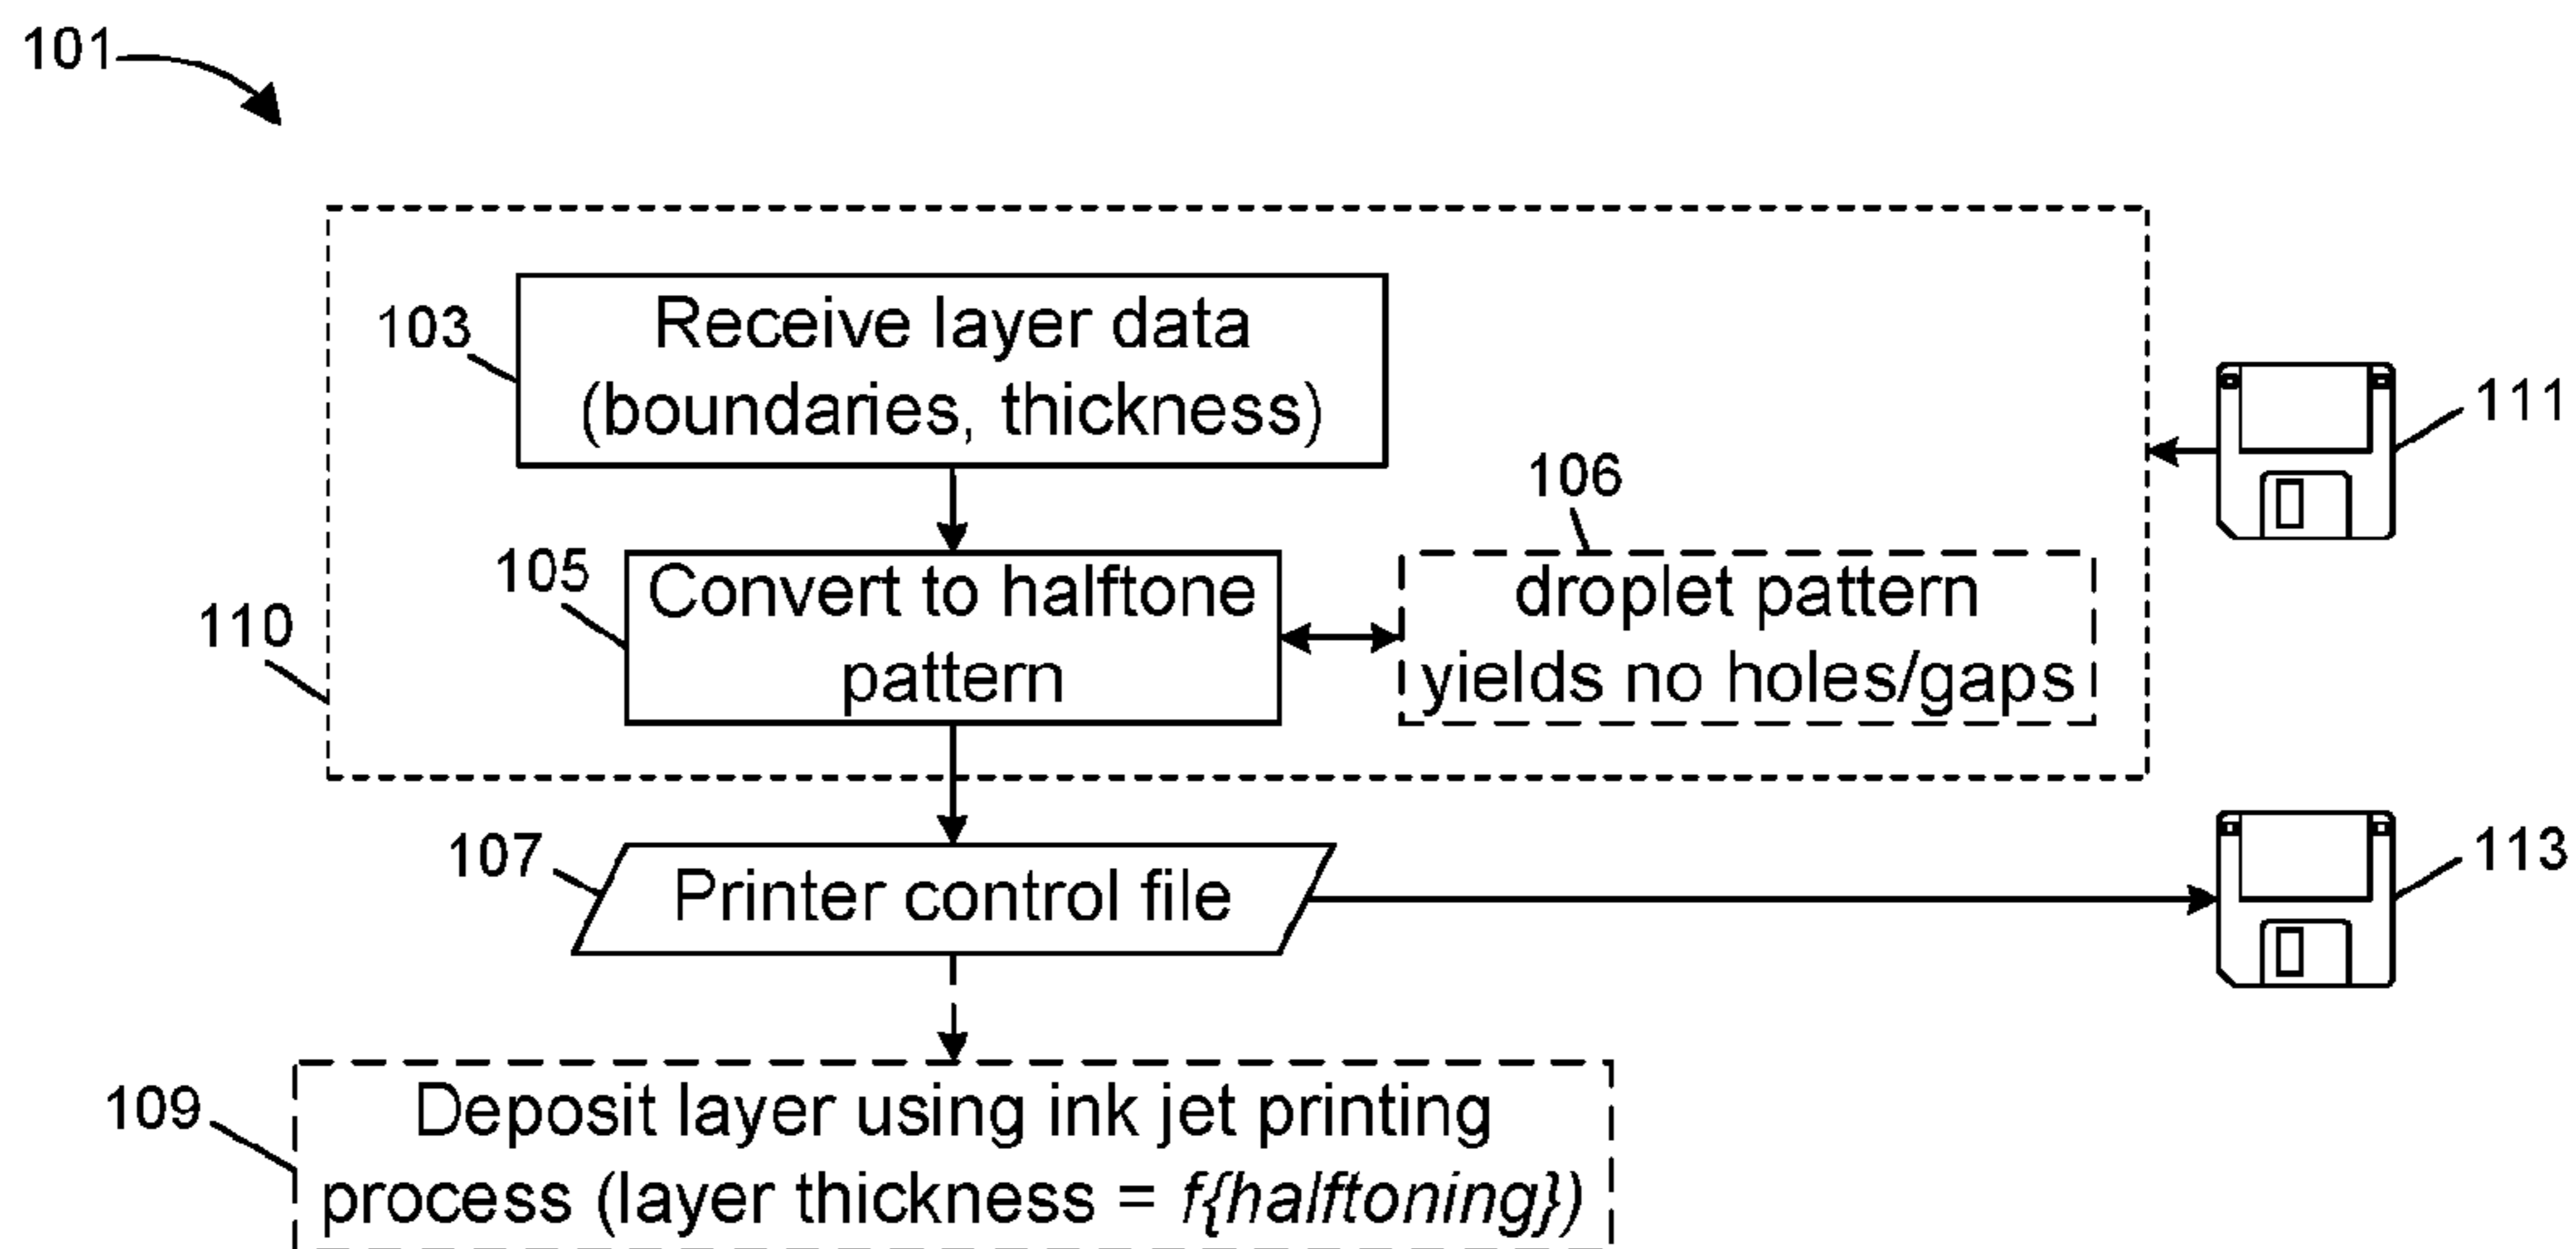 101
103
Receive layer data
(boundaries, thickness)
111
106
105
Convert to halftone
pattern
droplet pattern
yields no holes/gaps
110
107
Printer control file
113
109
Deposit layer using ink jet printing
process (layer thickness = f{halftoning})